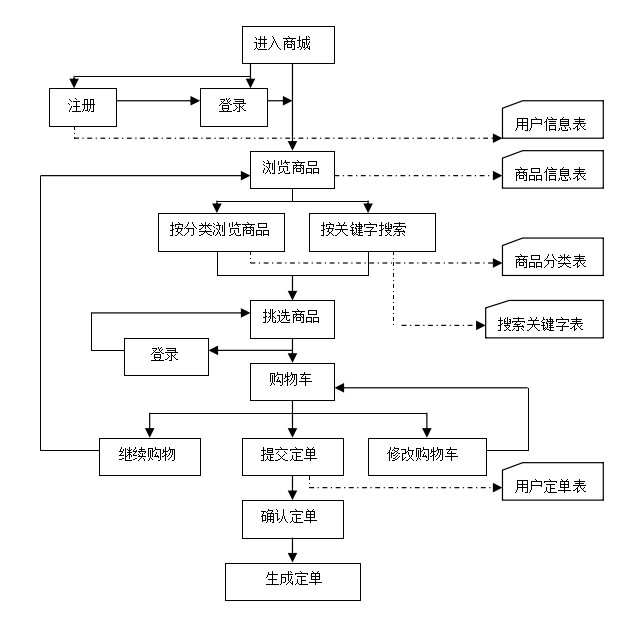 进入商城
注册
登录
用户信息表
浏览商品
商品信息表
按分类浏览商品
按关键字搜索
商品分类表
挑选商品
搜索关键字表
登录
购物车
继续购物
提交定单
修改购物车
用户定单表
确认定单
生成定单